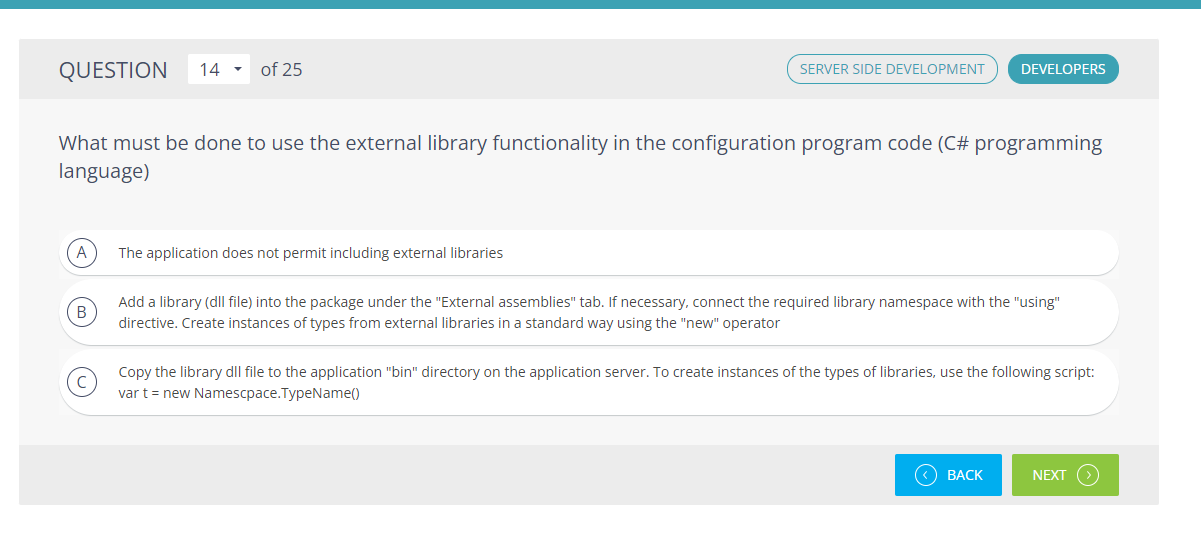 QUESTION 14 of 25 SERVER SIDE DEVELOPMENT DEVELOPERS
What must be done to use the external library functionality in the configuration program code (C# programming
language)
A The application does not permit including external libraries
Add a library (dll file) into the package under the "External assemblies" tab. If necessary, connect the required library namespace with the "using"
B
directive. Create instances of types from external libraries in a standard way using the "new" operator
Copy the library dll file to the application "bin" directory on the application server. To create instances of the types of libraries, use the following script:
C
var t = new Namescpace.TypeName()
BACK NEXT